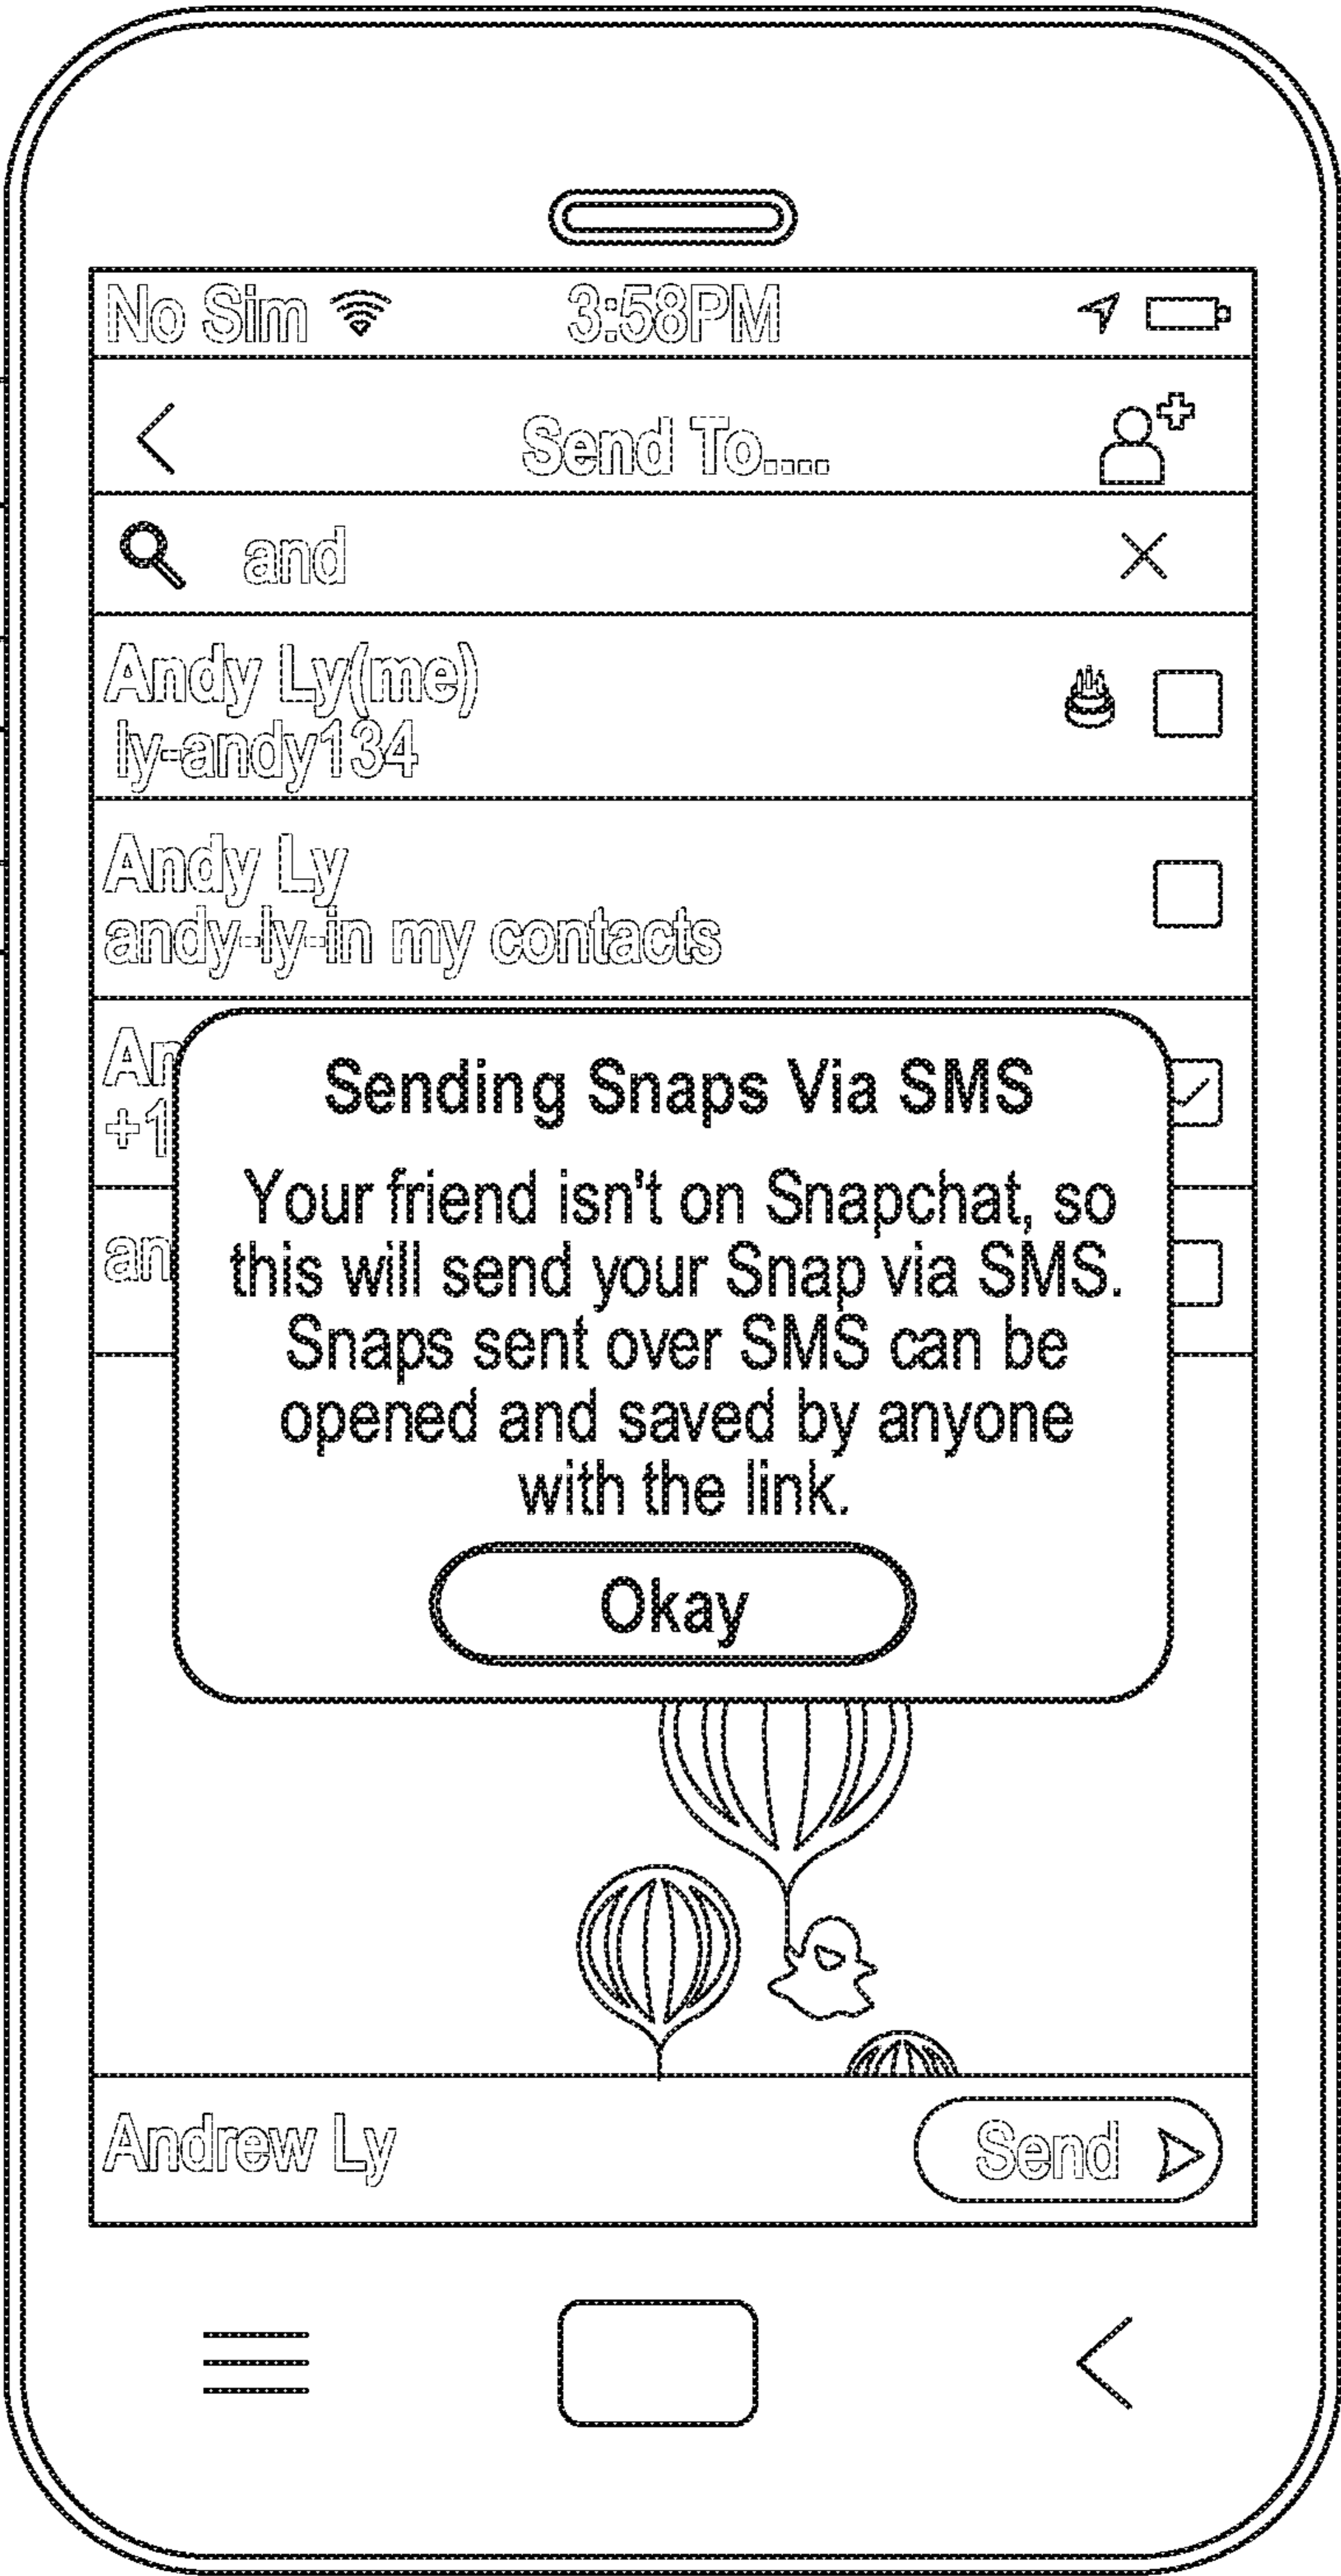 No Sim 3:58PM
Send To....
and
Andy Ly(me)
ly-andy134
Andy Ly
andy-ly-in my contacts
+1
an
Sending Snaps Via SMS
Your friend isn't on Snapchat, so
this will send your Snap via SMS.
Snaps sent over SMS can be
opened and saved by anyone
with the link.
Okay
Andrew Ly
Send